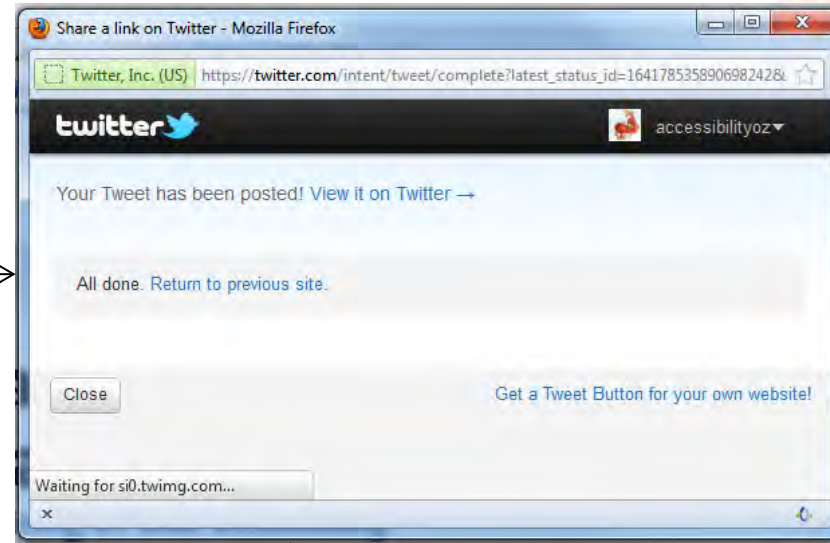 Share a link on Twitter - Mozilla Firefox
Twitter, Inc. (US) https://twitter.com/intent/tweet/complete?latest_status_id=164178535890698242&
twitter accessibilityoz
Your Tweet has been posted! View it on Twitter →
All done. Return to previous site.
Close Get a Tweet Button for your own website!
Waiting for si0.twimg.com...
x